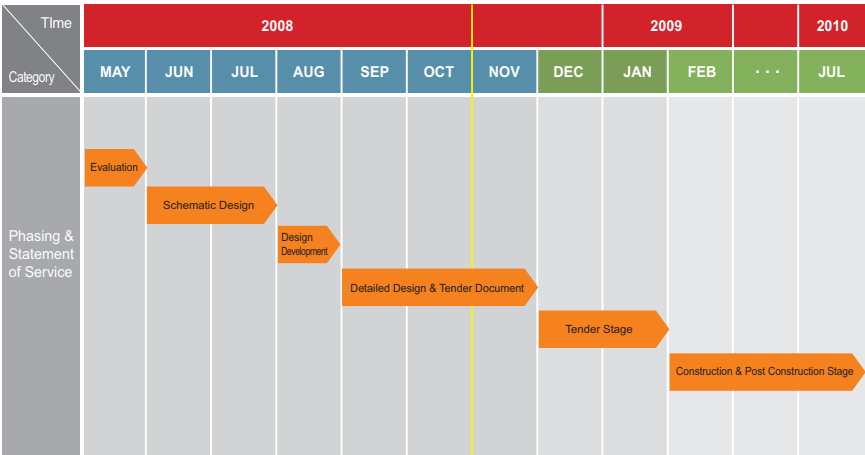 TIme
2008
2009
2010
Category
MAY
JUN
JUL
AUG
SEP
OCT
NOV
DEC
JAN
FEB
. . .
JUL
Evaluation
Schematic Design
Design
Development
Phasing &
Statement
of Service
Detailed Design & Tender Document
Tender Stage
Construction & Post Construction Stage